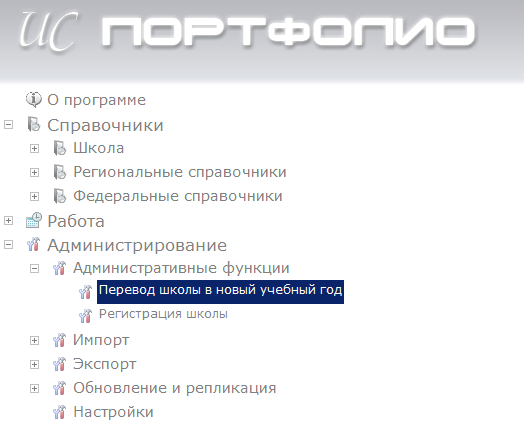 ИС ПОРТФОЛИО
О программе
Справочники
Школа
Региональные справочники
Федеральные справочники
Работа
Администрирование
Административные функции
Перевод школы в новый учебный год
Регистрация школы
Импорт
Экспорт
Обновление и репликация
Настройки